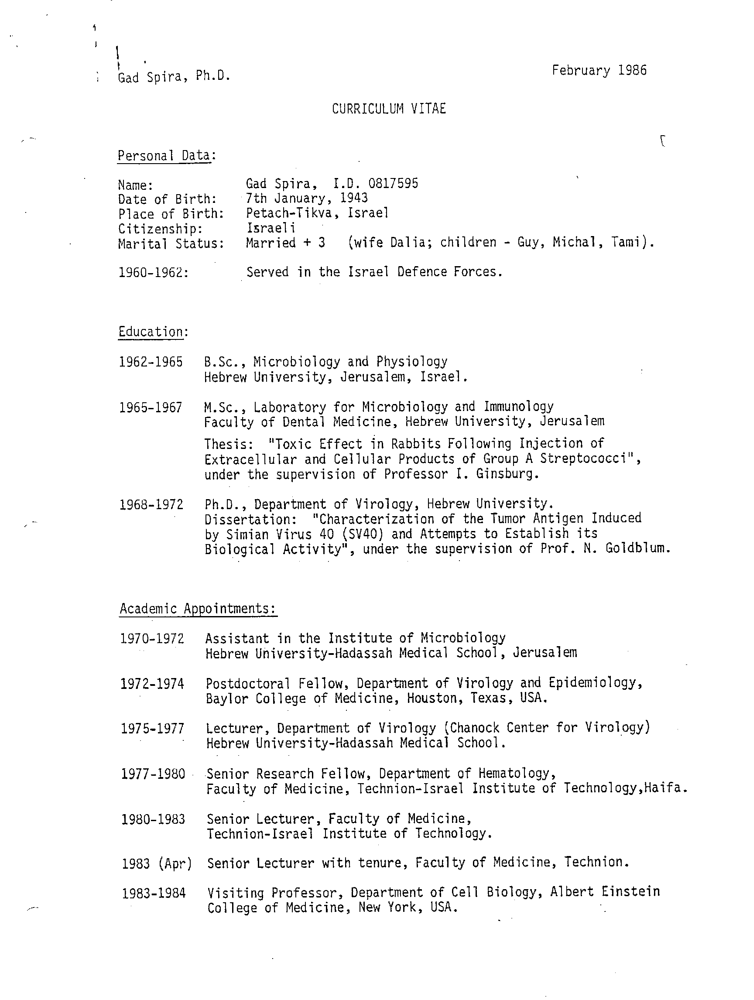 Gad Spira, Ph.D.
February 1986
CURRICULUM VITAE
Personal Data:
Name: Gad Spira, I.D. 0817595
Date of Birth: 7th January, 1943
Place of Birth: Petach-Tikva, Israel
Citizenship: Israeli
Marital Status: Married + 3 (wife Dalia; children - Guy, Michal, Tami).
1960-1962: Served in the Israel Defence Forces.
Education:
1962-1965 B.Sc., Microbiology and Physiology
Hebrew University, Jerusalem, Israel.
1965-1967 M.Sc., Laboratory for Microbiology and Immunology
Faculty of Dental Medicine, Hebrew University, Jerusalem
Thesis: "Toxic Effect in Rabbits Following Injection of
Extracellular and Cellular Products of Group A Streptococci",
under the supervision of Professor I. Ginsburg.
1968-1972 Ph.D., Department of Virology, Hebrew University.
Dissertation: "Characterization of the Tumor Antigen Induced
by Simian Virus 40 (SV40) and Attempts to Establish its
Biological Activity", under the supervision of Prof. N. Goldblum.
Academic Appointments:
1970-1972 Assistant in the Institute of Microbiology
Hebrew University-Hadassah Medical School, Jerusalem
1972-1974 Postdoctoral Fellow, Department of Virology and Epidemiology,
Baylor College of Medicine, Houston, Texas, USA.
1975-1977 Lecturer, Department of Virology (Chanock Center for Virology)
Hebrew University-Hadassah Medical School.
1977-1980 Senior Research Fellow, Department of Hematology,
Faculty of Medicine, Technion-Israel Institute of Technology,Haifa.
1980-1983 Senior Lecturer, Faculty of Medicine,
Technion-Israel Institute of Technology.
1983 (Apr) Senior Lecturer with tenure, Faculty of Medicine, Technion.
1983-1984 Visiting Professor, Department of Cell Biology, Albert Einstein
College of Medicine, New York, USA.